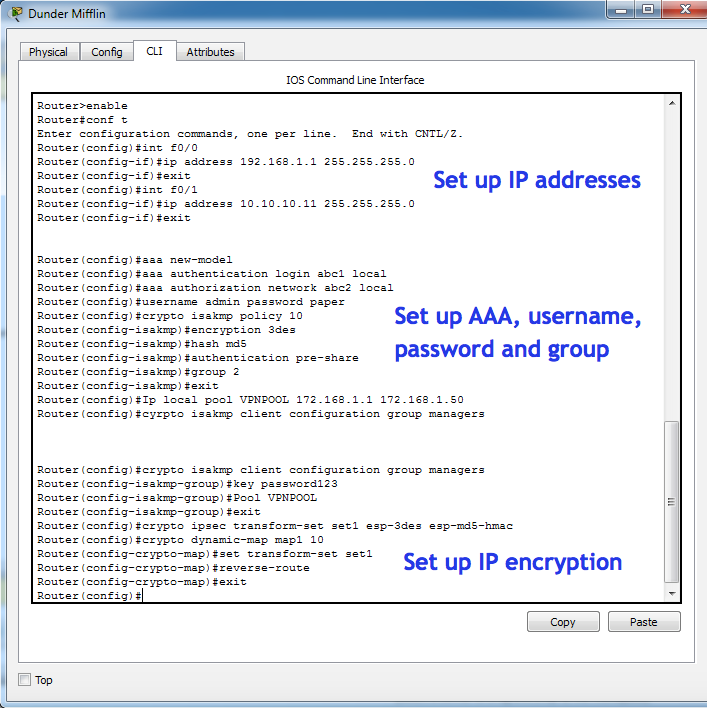 Dunder Mifflin
Physical Config CLI Attributes
IOS Command Line Interface
Router>enable
Router#conf t
Enter configuration commands, one per line.  End with CNTL/Z.
Router(config)#int f0/0
Router(config-if)#ip address 192.168.1.1 255.255.255.0
Router(config-if)#exit
Router(config)#int f0/1
Router(config-if)#ip address 10.10.10.11 255.255.255.0
Router(config-if)#exit
Set up IP addresses
Router(config)#aaa new-model
Router(config)#aaa authentication login abc1 local
Router(config)#aaa authorization network abc2 local
Router(config)#username admin password paper
Router(config)#crypto isakmp policy 10
Router(config-isakmp)#encryption 3des
Router(config-isakmp)#hash md5
Router(config-isakmp)#authentication pre-share
Router(config-isakmp)#group 2
Router(config-isakmp)#exit
Router(config)#Ip local pool VPNPOOL 172.168.1.1 172.168.1.50
Router(config)#cyrpto isakmp client configuration group managers
Set up AAA, username,
password and group
Router(config)#crypto isakmp client configuration group managers
Router(config-isakmp-group)#key password123
Router(config-isakmp-group)#Pool VPNPOOL
Router(config-isakmp-group)#exit
Router(config)#crypto ipsec transform-set set1 esp-3des esp-md5-hmac
Router(config)#crypto dynamic-map map1 10
Router(config-crypto-map)#set transform-set set1
Router(config-crypto-map)#reverse-route
Router(config-crypto-map)#exit
Router(config)#
Set up IP encryption
Copy Paste
Top